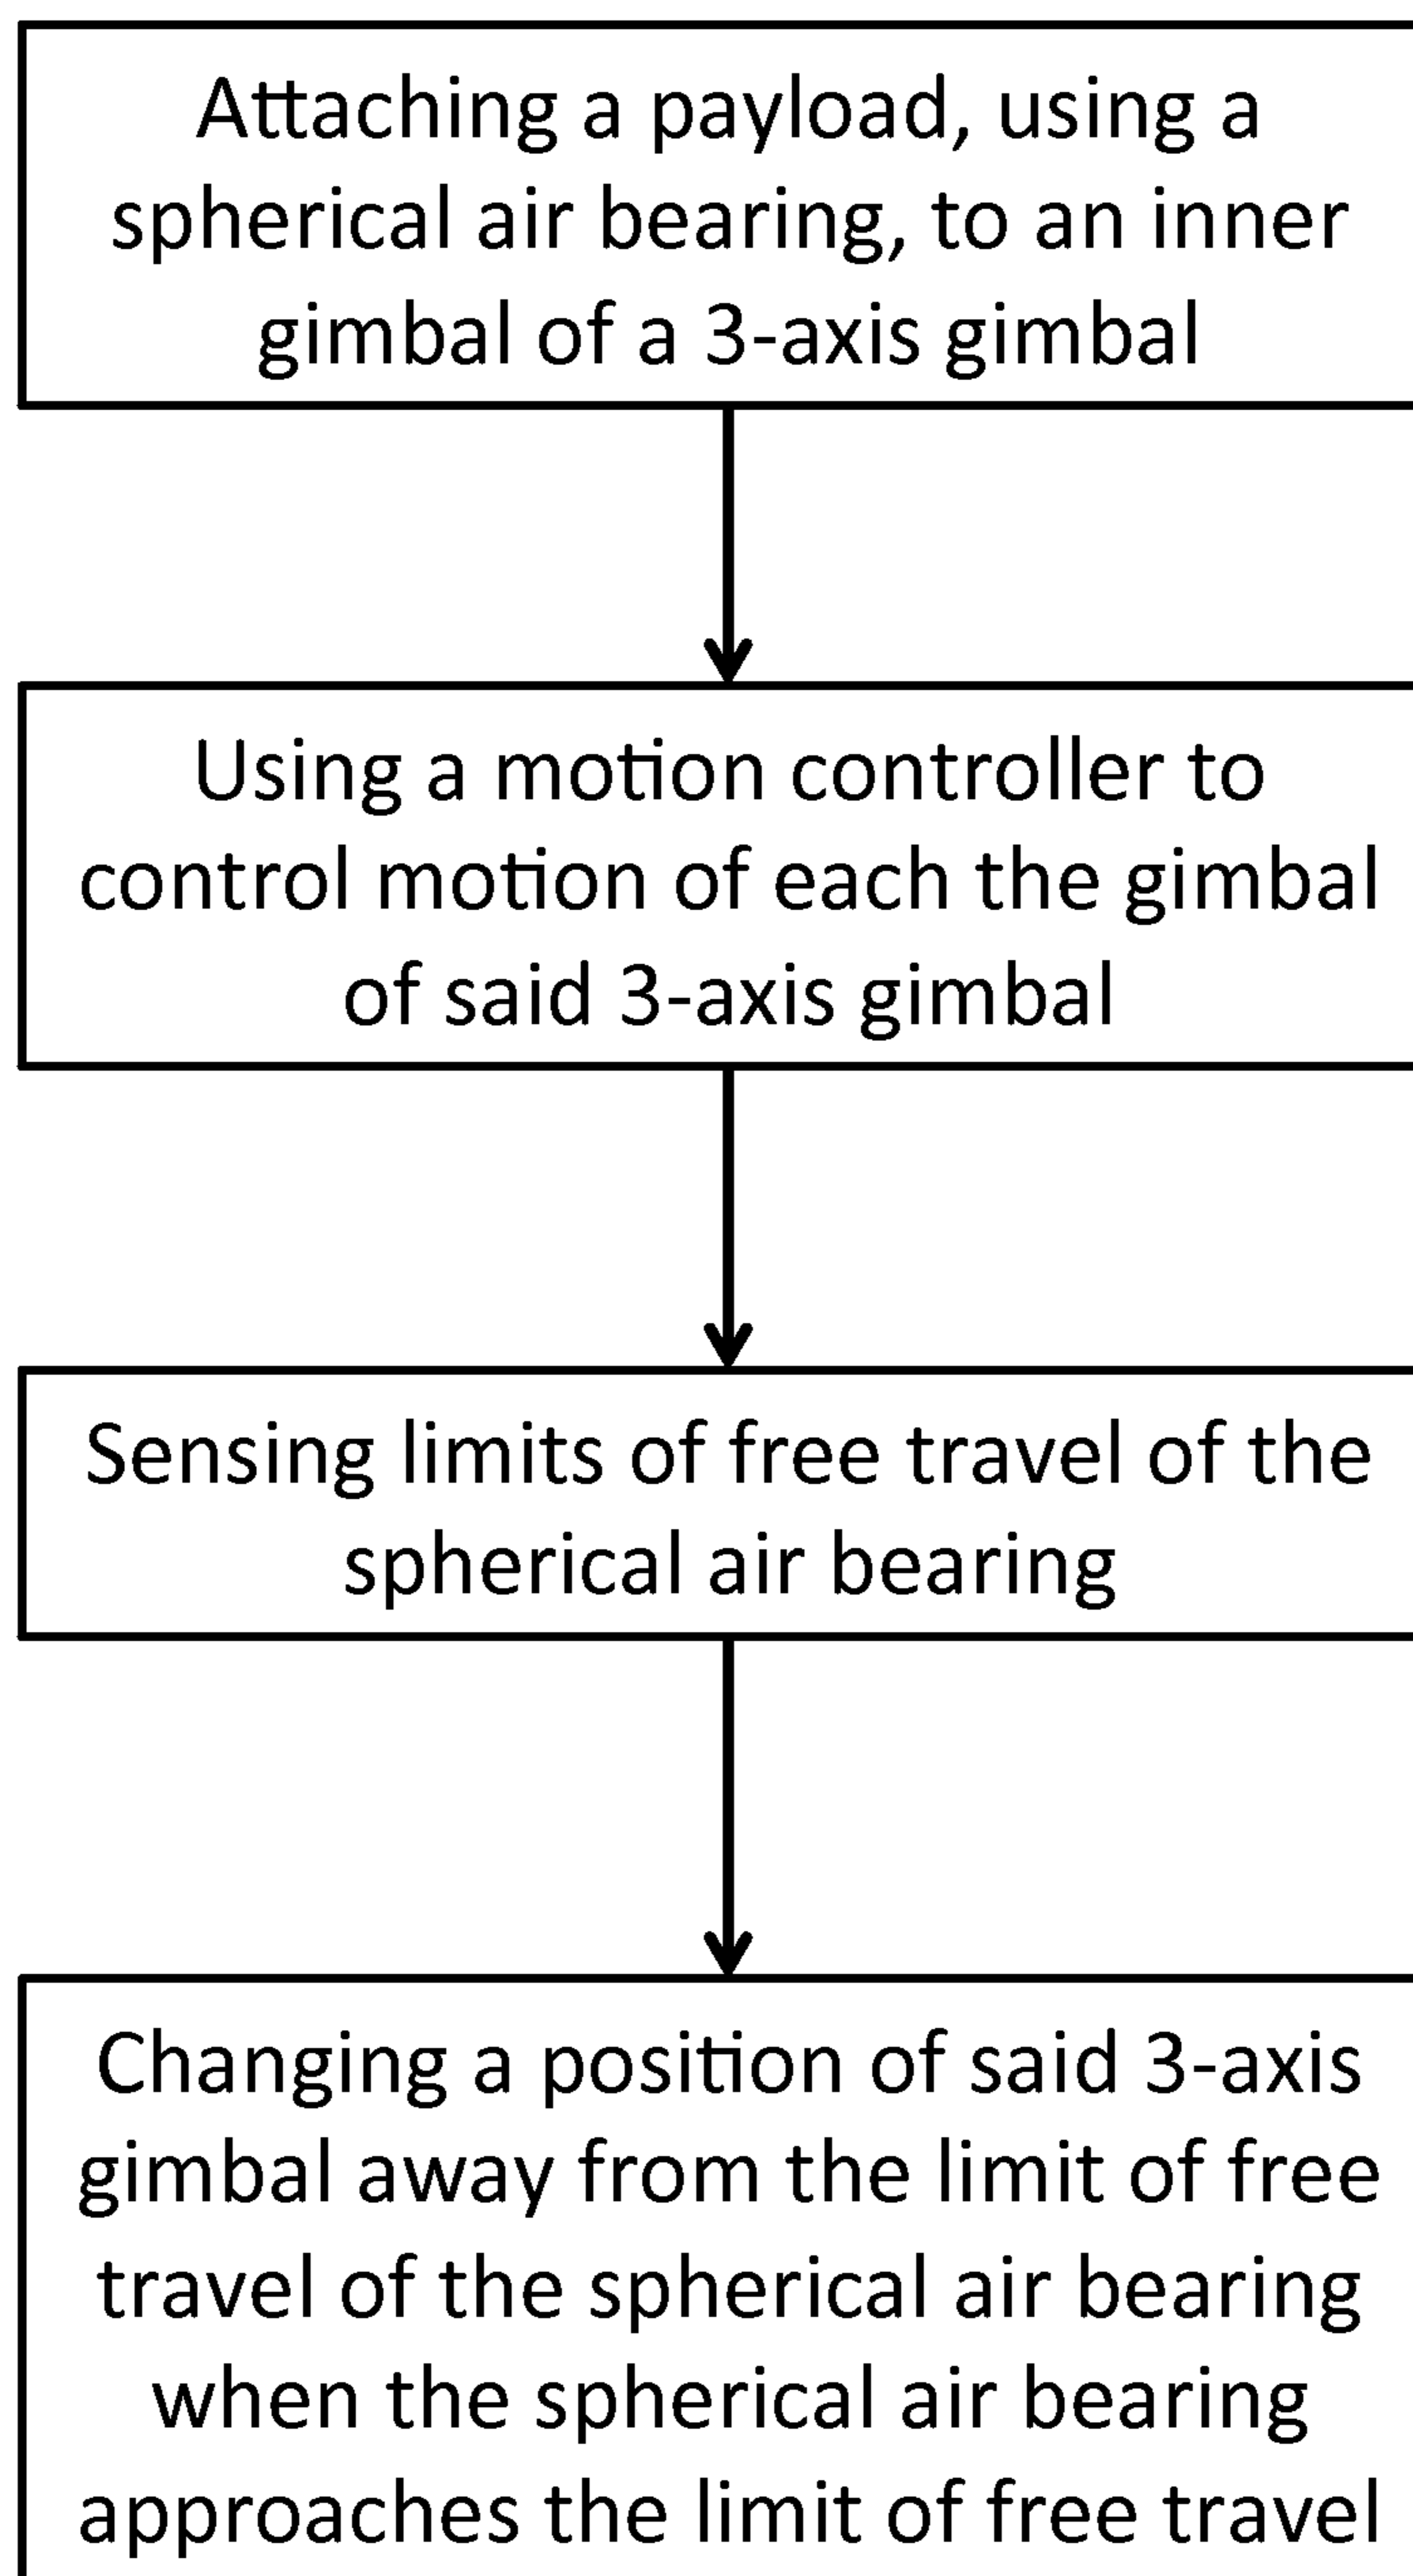 Attaching a payload, using a
spherical air bearing, to an inner
gimbal of a 3-axis gimbal
Using a motion controller to
control motion of each the gimbal
of said 3-axis gimbal
Sensing limits of free travel of the
spherical air bearing
Changing a position of said 3-axis
gimbal away from the limit of free
travel of the spherical air bearing
when the spherical air bearing
approaches the limit of free travel